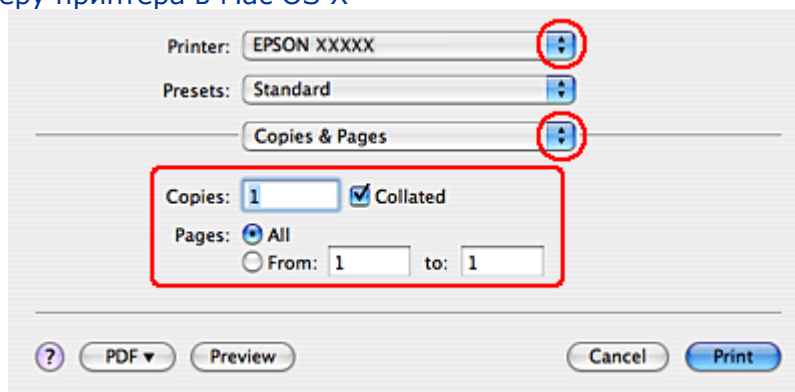 принтера в Mac OS X
Printer: EPSON XXXXX
Presets: Standard
Copies & Pages
Copies: 1 Collated
Pages: All
From: 1 to: 1
? PDF ▼ Preview Cancel Print